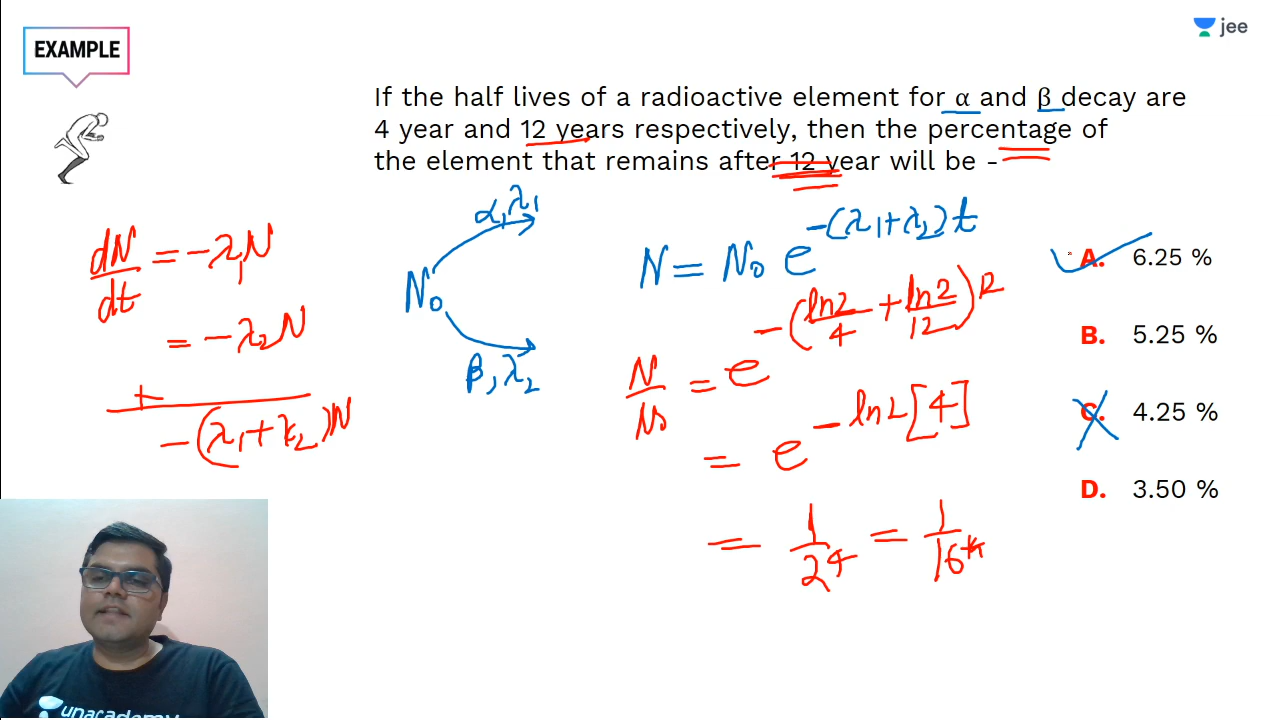 EXAMPLE
jee
If the half lives of a radioactive element for α and β decay are
4 year and 12 years respectively, then the percentage of
the element that remains after 12 year will be -
dN/dt = -λ₁N
= -λ₂N
+
-(λ₁+λ₂)N
α, λ₁
N₀
β, λ₂
N = N₀ e^-(λ₁+λ₂)t
N/N₀ = e^-(ln2/4 + ln2/12)12
= e^-ln2[4]
= 1/2⁴ = 1/16
A. 6.25 %
B. 5.25 %
C. 4.25 %
D. 3.50 %
unacademy